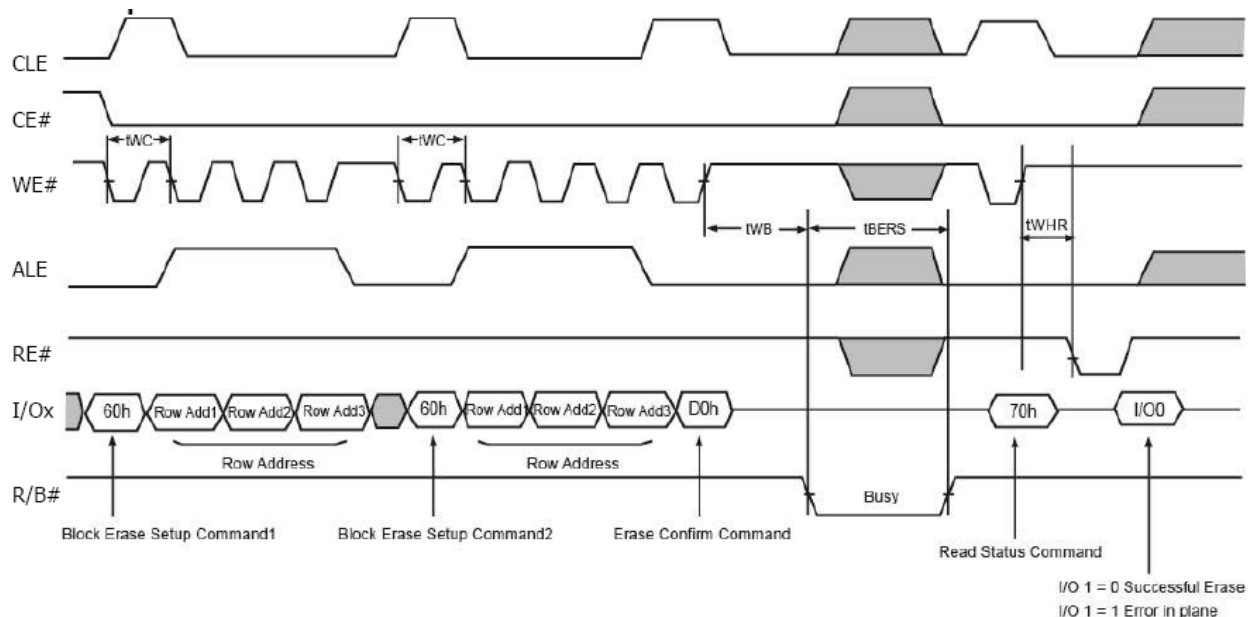 CLE
CE#
tWC
tWC
WE#
tWB
tBERS
tWHR
ALE
RE#
I/Ox
60h
Row Add1
Row Add2
Row Add3
60h
Row Add1
Row Add2
Row Add3
D0h
70h
I/O0
Row Address
Row Address
R/B#
Busy
Block Erase Setup Command1
Block Erase Setup Command2
Erase Confirm Command
Read Status Command
I/O 1 = 0 Successful Erase
I/O 1 = 1 Error in plane